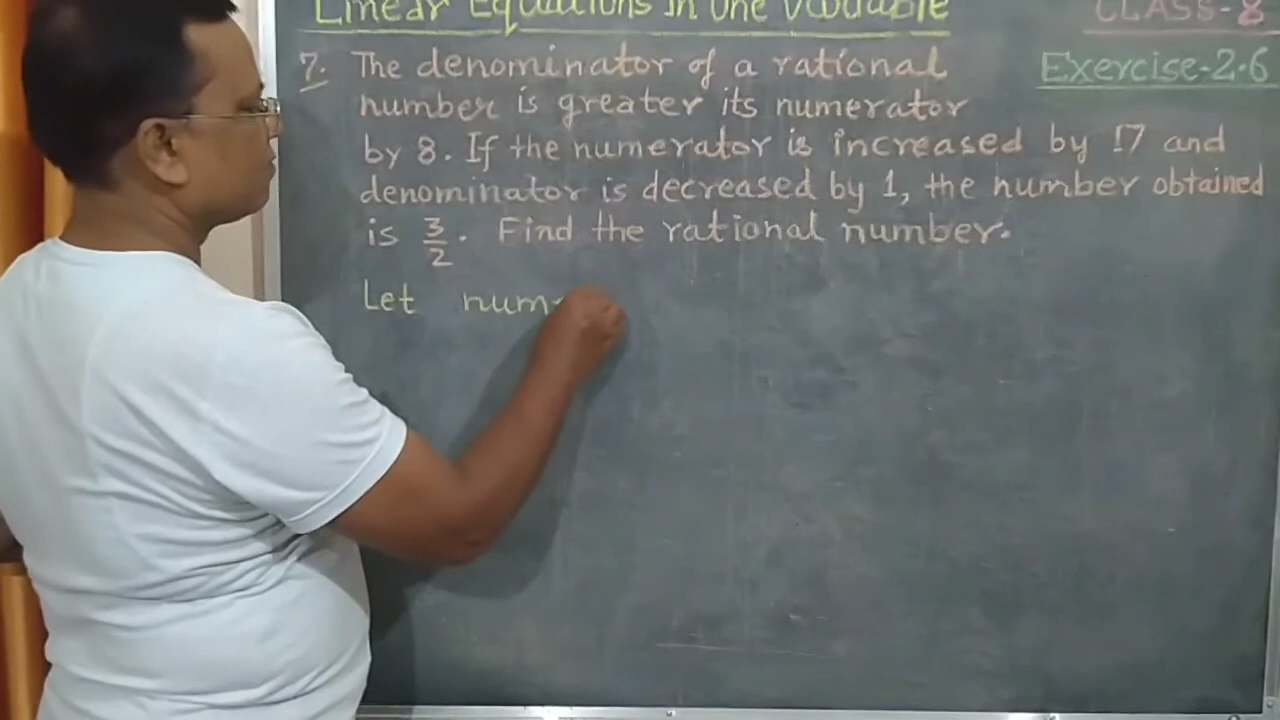 Linear Equations in One Variable
CLASS-8
Exercise-2.6
7. The denominator of a rational
number is greater its numerator
by 8. If the numerator is increased by 17 and
denominator is decreased by 1, the number obtained
is 3/2. Find the rational number.
Let num